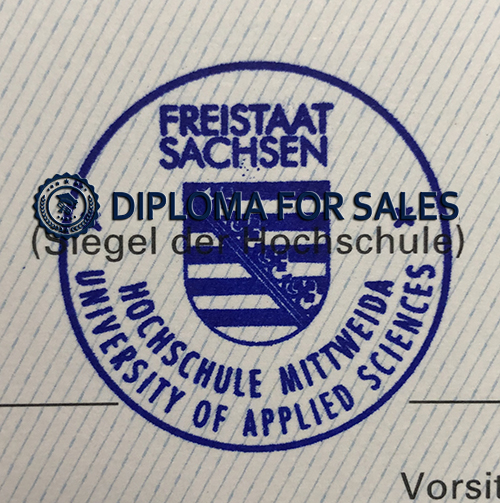 FREISTAAT
SACHSEN
DIPLOMA FOR SALES
(Siegel der Hochschule)
HOCHSCHULE MITTWEIDA
UNIVERSITY OF APPLIED SCIENCES
Vorsit